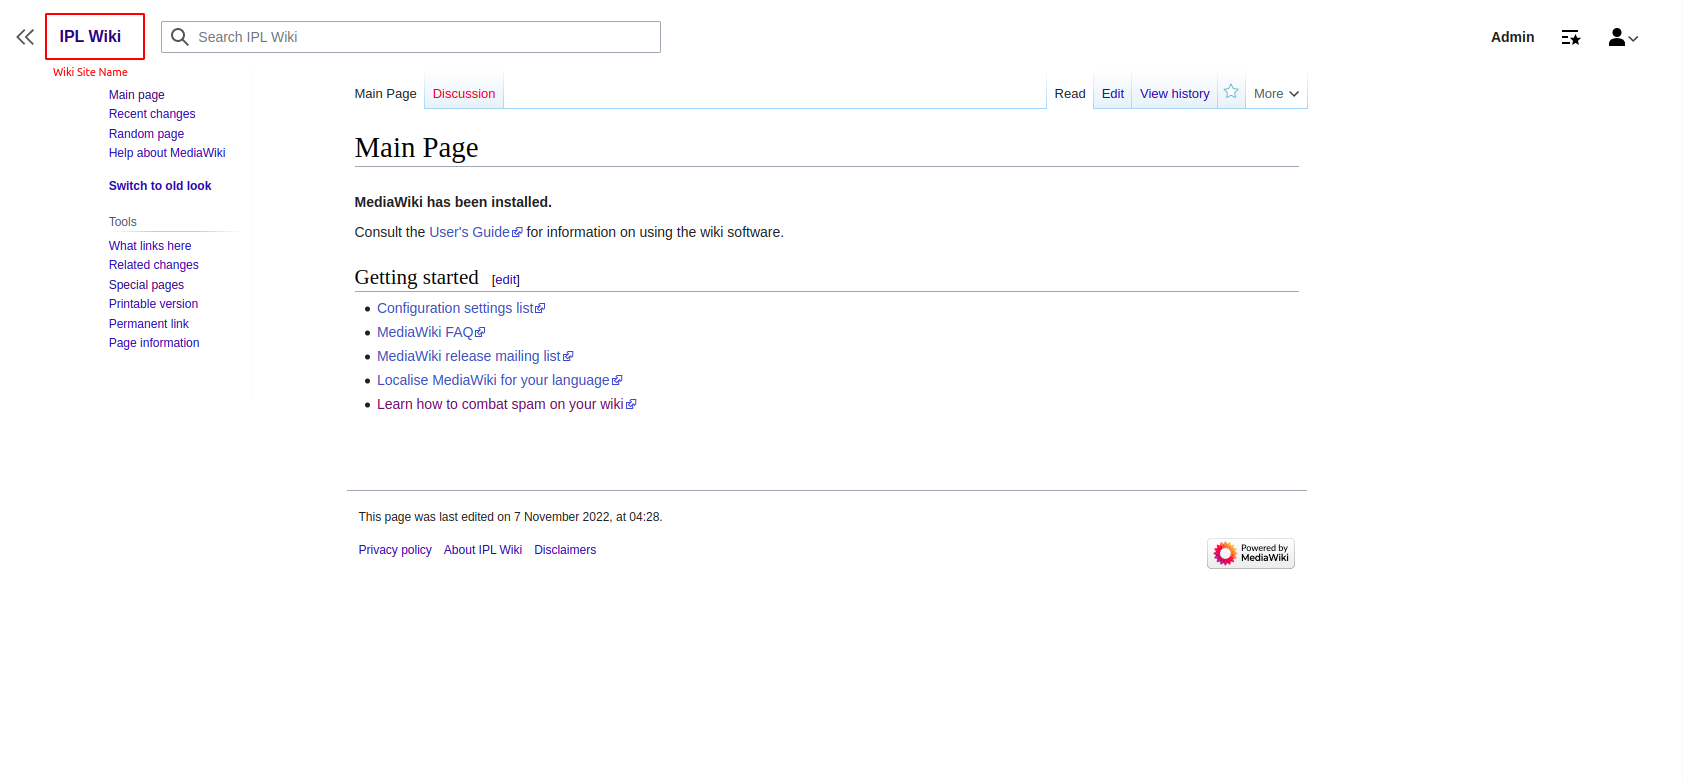 IPL Wiki
Search IPL Wiki
Admin
Wiki Site Name
Main page
Recent changes
Random page
Help about MediaWiki
Switch to old look
Tools
What links here
Related changes
Special pages
Printable version
Permanent link
Page information
Main Page Discussion
Read Edit View history More
Main Page
MediaWiki has been installed.
Consult the User's Guide for information on using the wiki software.
Getting started [edit]
• Configuration settings list
• MediaWiki FAQ
• MediaWiki release mailing list
• Localise MediaWiki for your language
• Learn how to combat spam on your wiki
This page was last edited on 7 November 2022, at 04:28.
Privacy policy About IPL Wiki Disclaimers
Powered by
MediaWiki